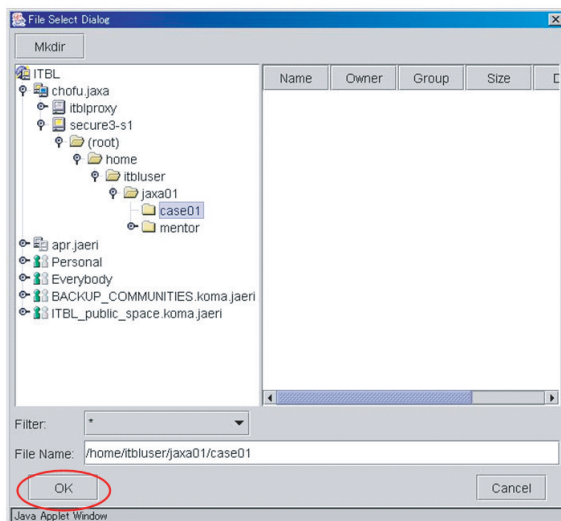 File Select Dialog
Mkdir
ITBL
chofu.jaxa
itblproxy
secure3-s1
(root)
home
itbluser
jaxa01
case01
mentor
apr.jaeri
Personal
Everybody
BACKUP_COMMUNITIES.koma.jaeri
ITBL_public_space.koma.jaeri
Name Owner Group Size
Filter: *
File Name: /home/itbluser/jaxa01/case01
OK Cancel
Java Applet Window